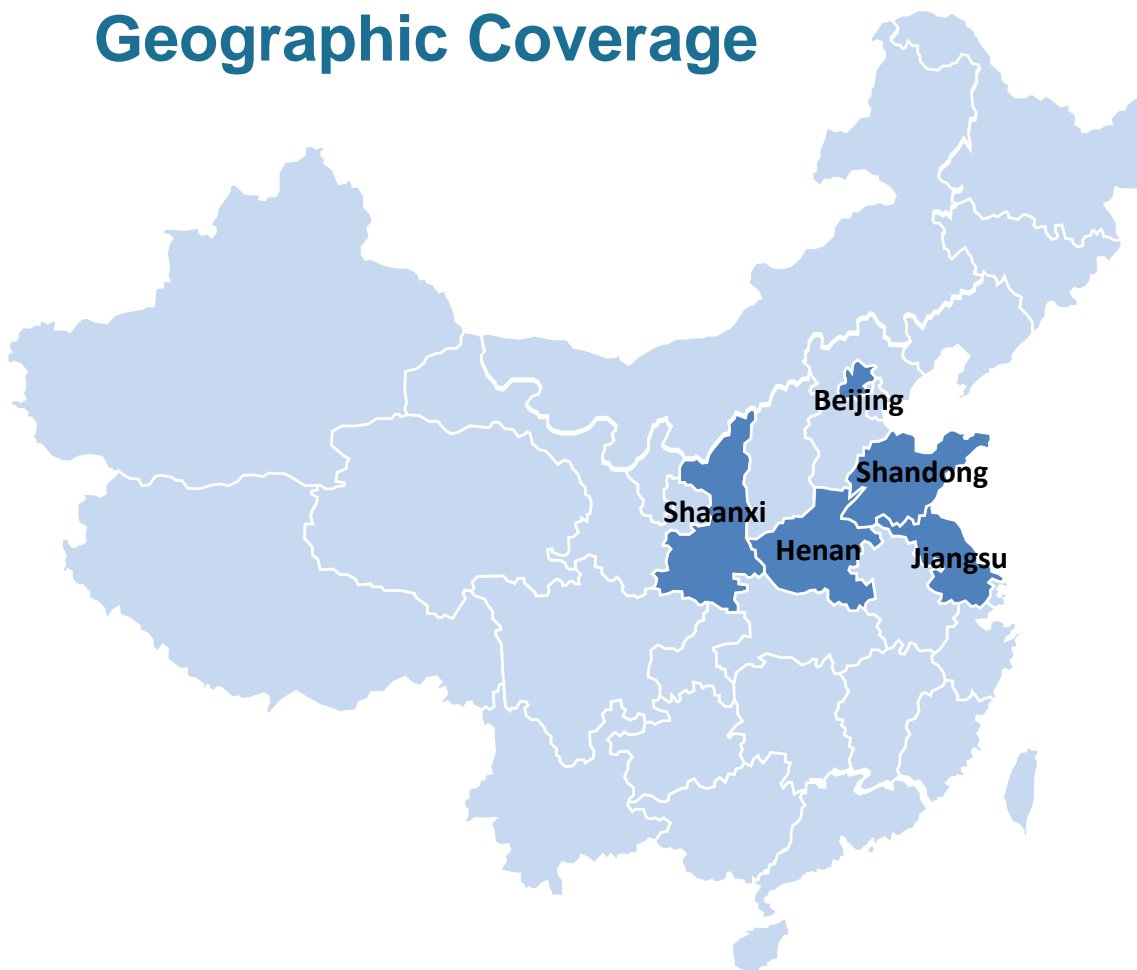 Geographic Coverage
Beijing
Shandong
Shaanxi
Henan
Jiangsu